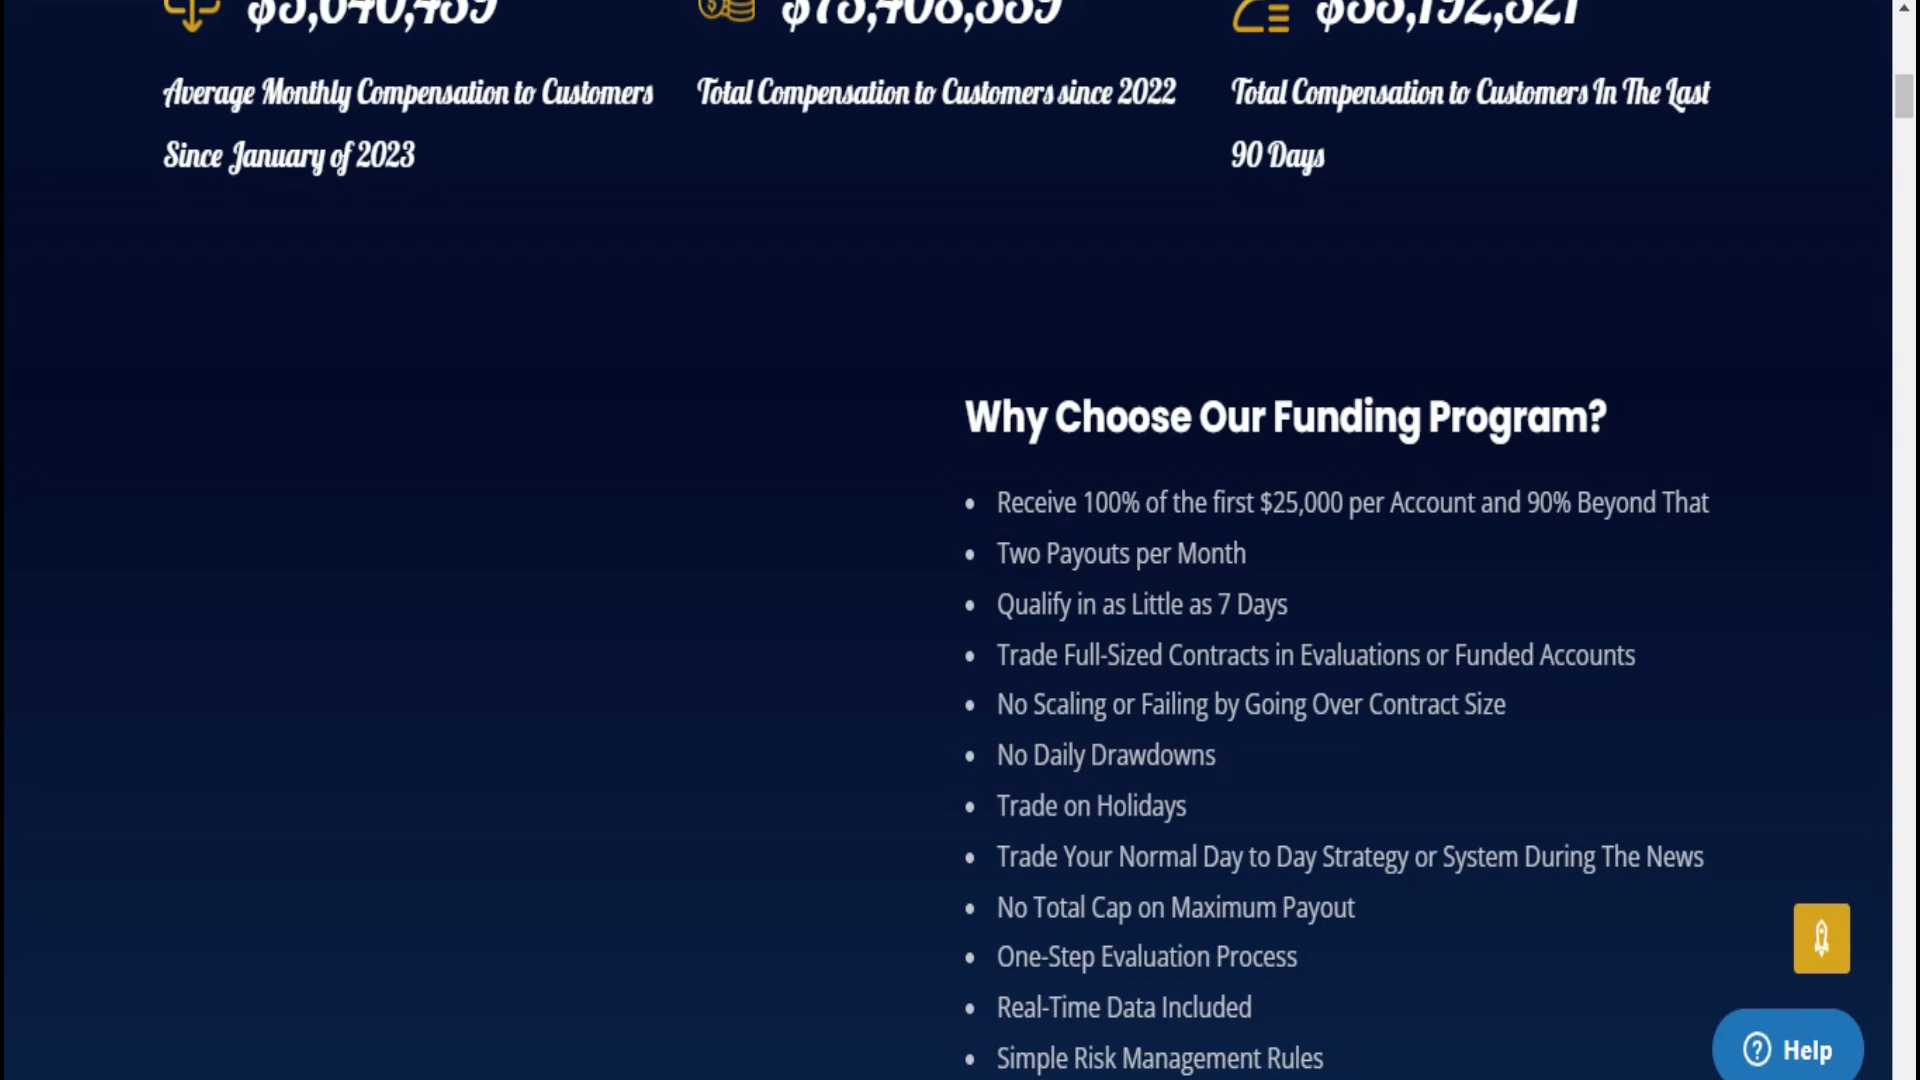 Average Monthly Compensation to Customers
Since January of 2023
Total Compensation to Customers since 2022
Total Compensation to Customers In The Last
90 Days
Why Choose Our Funding Program?
• Receive 100% of the first $25,000 per Account and 90% Beyond That
• Two Payouts per Month
• Qualify in as Little as 7 Days
• Trade Full-Sized Contracts in Evaluations or Funded Accounts
• No Scaling or Failing by Going Over Contract Size
• No Daily Drawdowns
• Trade on Holidays
• Trade Your Normal Day to Day Strategy or System During The News
• No Total Cap on Maximum Payout
• One-Step Evaluation Process
• Real-Time Data Included
• Simple Risk Management Rules
Help